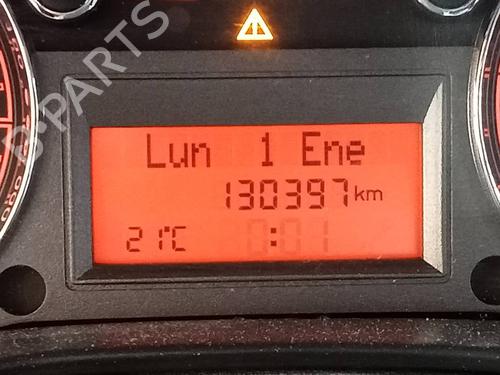 B-PARTS
Lun 1 Ene
130397 km
21°C 0:01